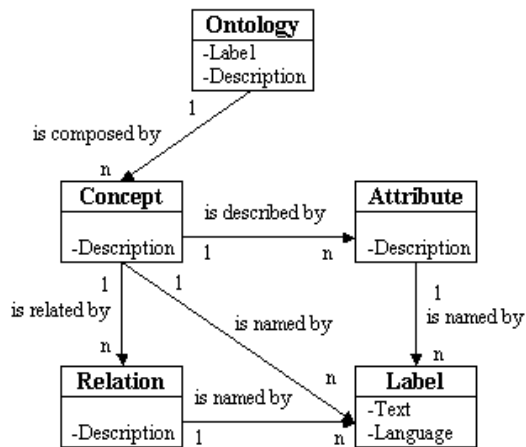 Ontology
-Label
-Description
1
is composed by
n
Concept
-Description
is described by
1
n
Attribute
-Description
1
is related by
n
1
is named by
n
1
is named by
n
Relation
-Description
is named by
1
n
Label
-Text
-Language